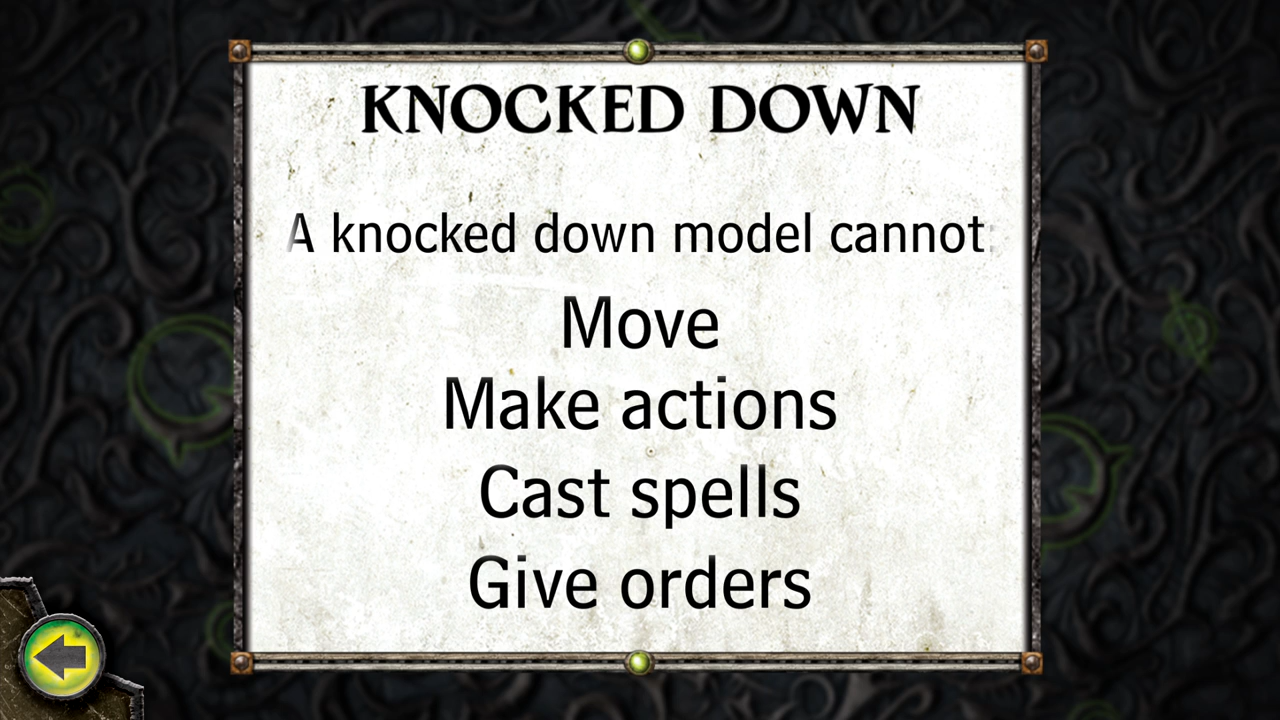 KNOCKED DOWN
A knocked down model cannot:
Move
Make actions
Cast spells
Give orders